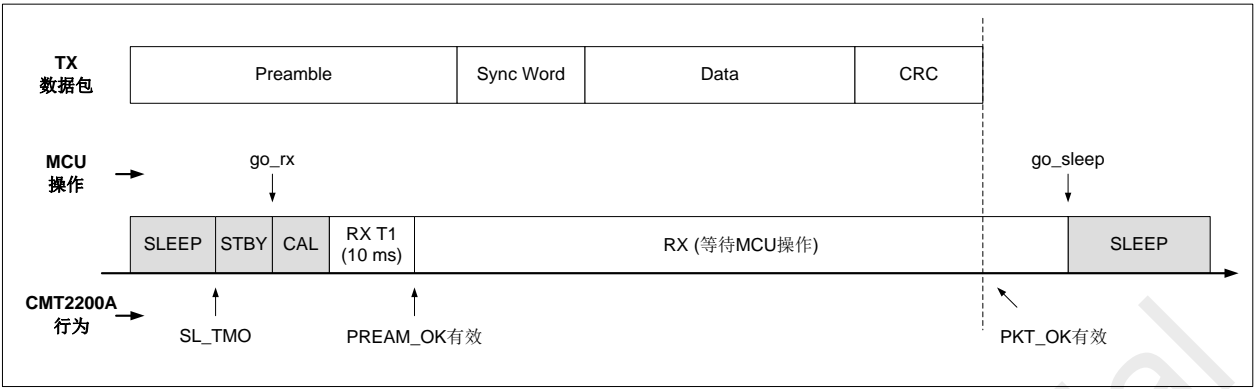 TX
数据包
Preamble
Sync Word
Data
CRC
MCU
操作
go_rx
go_sleep
SLEEP
STBY
CAL
RX T1
(10 ms)
RX (等待MCU操作)
SLEEP
CMT2200A
行为
SL_TMO
PREAM_OK有效
PKT_OK有效